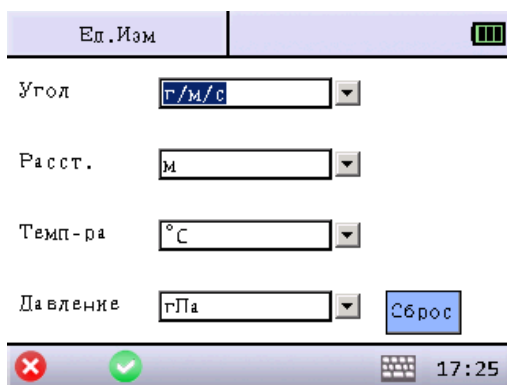 Ед.Изм
Угол г/м/с
Расст. м
Темп-ра °C
Давление гПа
Сброс
17:25